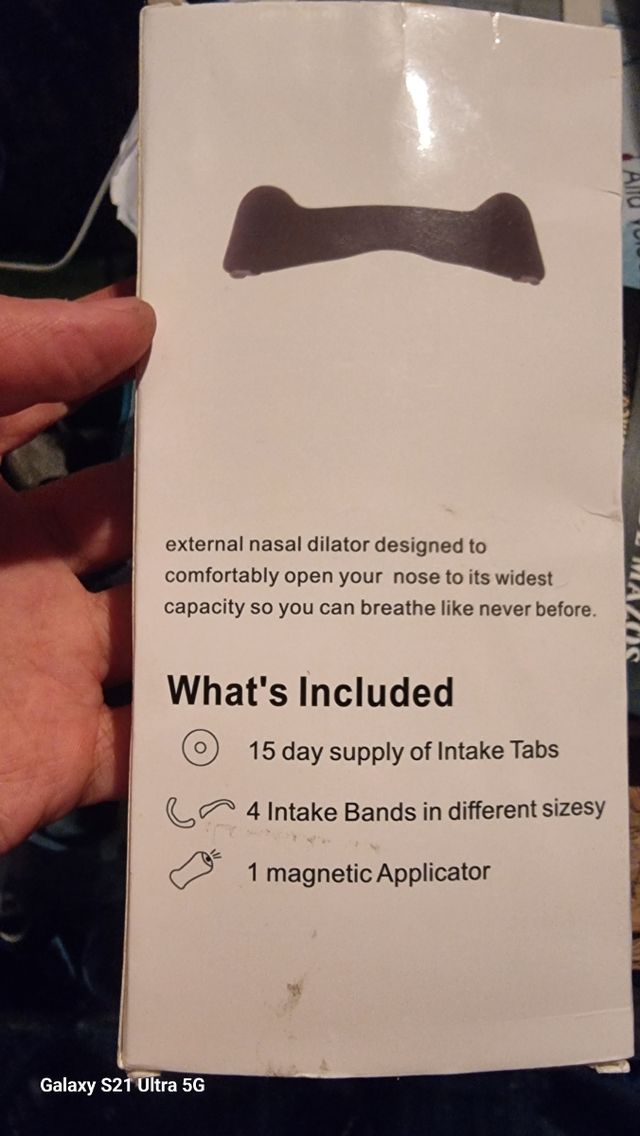 external nasal dilator designed to
comfortably open your nose to its widest
capacity so you can breathe like never before.
What's Included
15 day supply of Intake Tabs
4 Intake Bands in different sizesy
1 magnetic Applicator
Galaxy S21 Ultra 5G